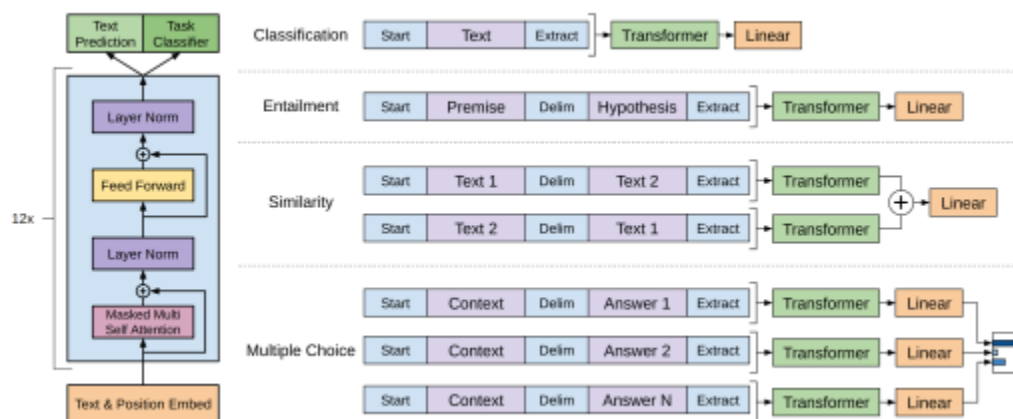 Text
Prediction
Task
Classifier
12x
Layer Norm
Feed Forward
Layer Norm
Masked Multi
Self Attention
Text & Position Embed
Classification
Start Text Extract Transformer Linear
Entailment
Start Premise Delim Hypothesis Extract Transformer Linear
Similarity
Start Text 1 Delim Text 2 Extract Transformer
Linear
Start Text 2 Delim Text 1 Extract Transformer
Multiple Choice
Start Context Delim Answer 1 Extract Transformer Linear
Start Context Delim Answer 2 Extract Transformer Linear
Start Context Delim Answer N Extract Transformer Linear